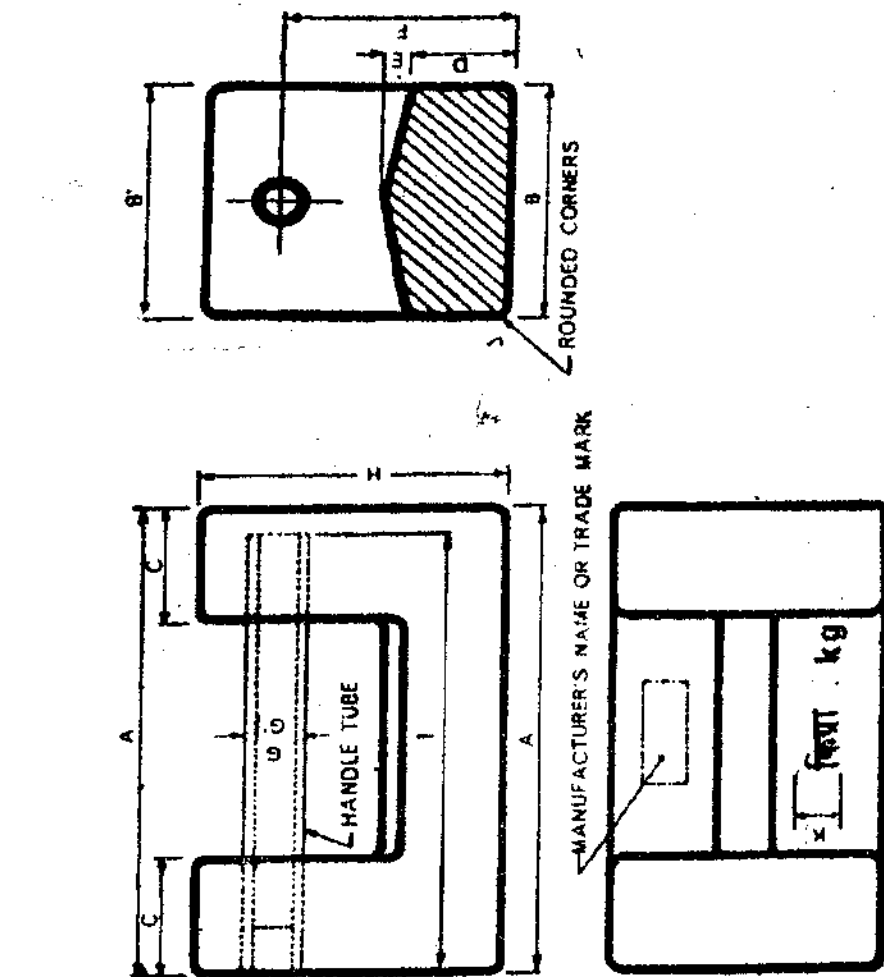 F
E
D
B
B
ROUNDED CORNERS
H
A
C
C
G
G
HANDLE TUBE
I
A
MANUFACTURER'S NAME OR TRADE MARK
K
किग्रा . kg